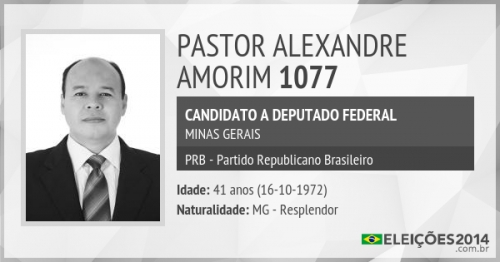 PASTOR ALEXANDRE
AMORIM 1077
CANDIDATO A DEPUTADO FEDERAL
MINAS GERAIS
PRB - Partido Republicano Brasileiro
Idade: 41 anos (16-10-1972)
Naturalidade: MG - Resplendor
ELEIÇÕES2014
.com.br